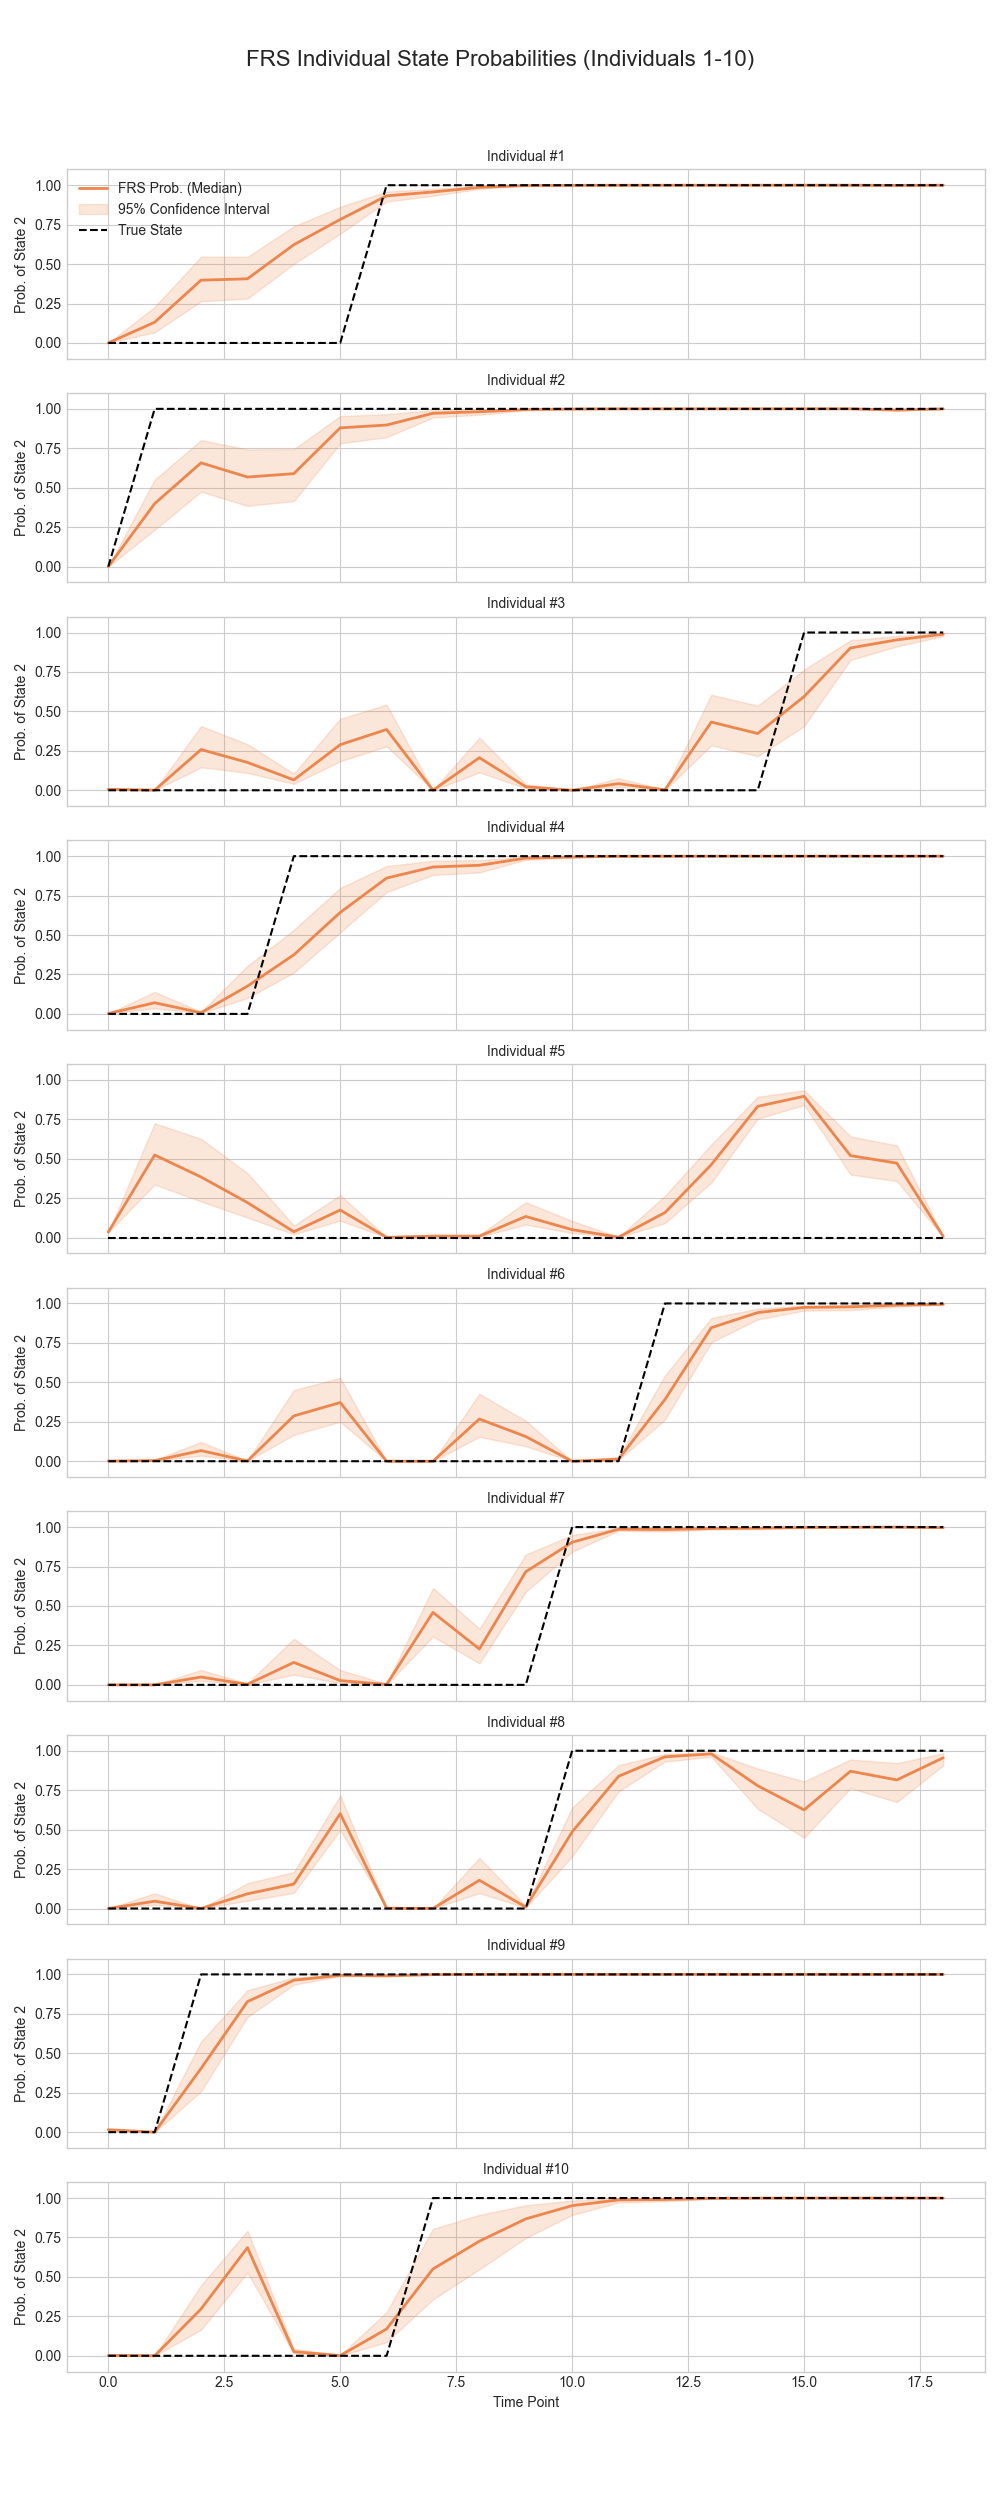 FRS Individual State Probabilities (Individuals 1-10)
Individual #1
1.00
0.75
0.50
0.25
0.00
Prob. of State 2
FRS Prob. (Median)
95% Confidence Interval
True State
Individual #2
1.00
0.75
0.50
0.25
0.00
Prob. of State 2
Individual #3
1.00
0.75
0.50
0.25
0.00
Prob. of State 2
Individual #4
1.00
0.75
0.50
0.25
0.00
Prob. of State 2
Individual #5
1.00
0.75
0.50
0.25
0.00
Prob. of State 2
Individual #6
1.00
0.75
0.50
0.25
0.00
Prob. of State 2
Individual #7
1.00
0.75
0.50
0.25
0.00
Prob. of State 2
Individual #8
1.00
0.75
0.50
0.25
0.00
Prob. of State 2
Individual #9
1.00
0.75
0.50
0.25
0.00
Prob. of State 2
Individual #10
1.00
0.75
0.50
0.25
0.00
Prob. of State 2
0.0 2.5 5.0 7.5 10.0 12.5 15.0 17.5
Time Point